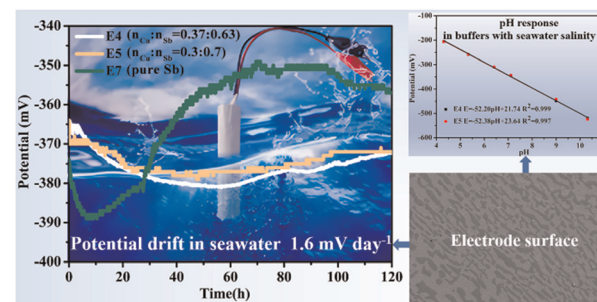 E4 (nCu:nSb=0.37:0.63)
E5 (nCu:nSb=0.3:0.7)
E7 (pure Sb)
Potential (mV)
-340
-350
-360
-370
-380
-390
-400
0
20
40
60
80
100
120
Time(h)
Potential drift in seawater 1.6 mV day-1
pH response
in buffers with seawater salinity
Potential (mV)
-100
-200
-300
-400
-500
-600
E4 E=-52.20pH+21.74 R²=0.999
E5 E=-52.38pH+23.64 R²=0.997
4
5
6
7
8
9
10
pH
Electrode surface